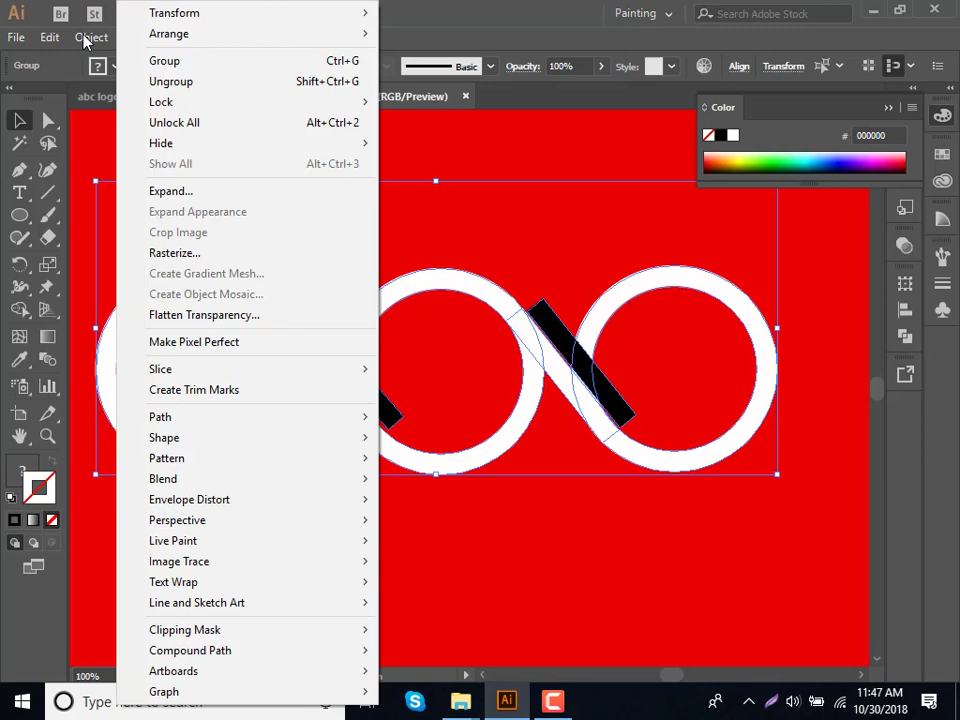 Ai Br St
Painting Search Adobe Stock
File Edit Object
Group ? Basic Opacity: 100% Style: Align Transform
abc logo (RGB/Preview)
Color
# 000000
Transform
Arrange
Group Ctrl+G
Ungroup Shift+Ctrl+G
Lock
Unlock All Alt+Ctrl+2
Hide
Show All Alt+Ctrl+3
Expand...
Expand Appearance
Crop Image
Rasterize...
Create Gradient Mesh...
Create Object Mosaic...
Flatten Transparency...
Make Pixel Perfect
Slice
Create Trim Marks
Path
Shape
Pattern
Blend
Envelope Distort
Perspective
Live Paint
Image Trace
Text Wrap
Line and Sketch Art
Clipping Mask
Compound Path
Artboards
Graph
?
100%
Type here to Ai
11:47 AM
10/30/2018